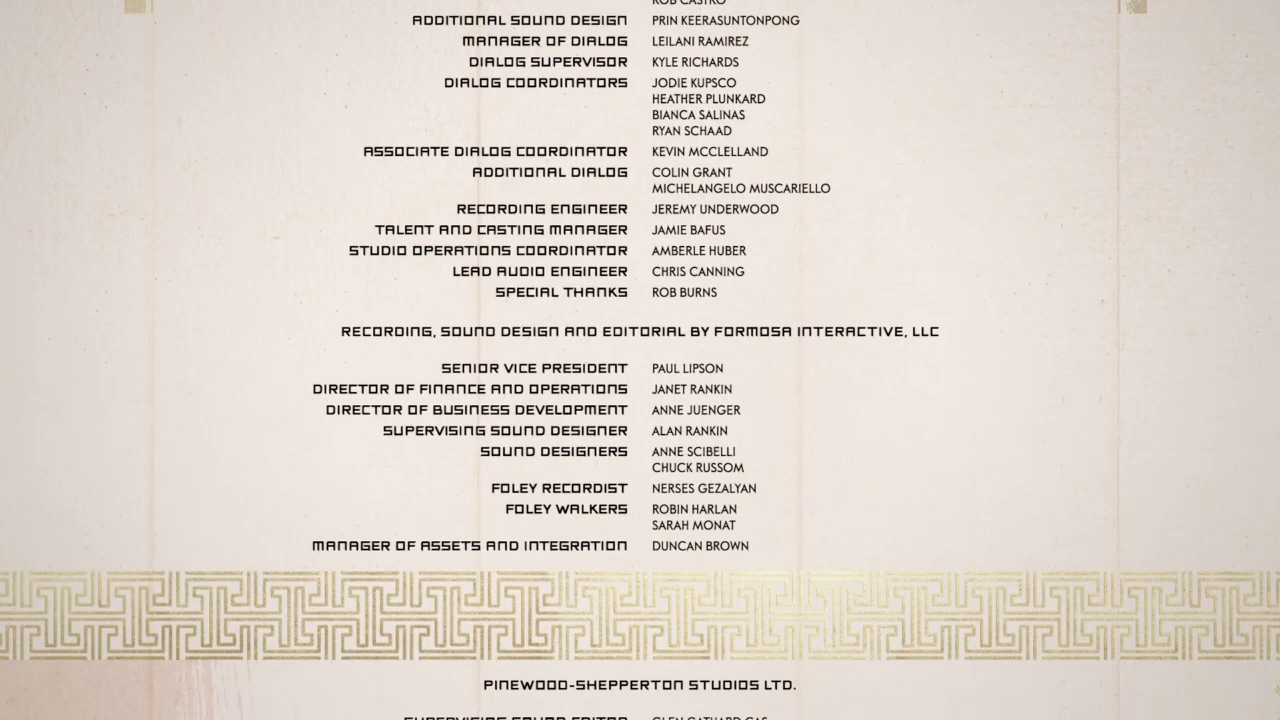 ROB CASTRO
ADDITIONAL SOUND DESIGN PRIN KEERASUNTONPONG
MANAGER OF DIALOG LEILANI RAMIREZ
DIALOG SUPERVISOR KYLE RICHARDS
DIALOG COORDINATORS JODIE KUPSCO
HEATHER PLUNKARD
BIANCA SALINAS
RYAN SCHAAD
ASSOCIATE DIALOG COORDINATOR KEVIN MCCLELLAND
ADDITIONAL DIALOG COLIN GRANT
MICHELANGELO MUSCARIELLO
RECORDING ENGINEER JEREMY UNDERWOOD
TALENT AND CASTING MANAGER JAMIE BAFUS
STUDIO OPERATIONS COORDINATOR AMBERLE HUBER
LEAD AUDIO ENGINEER CHRIS CANNING
SPECIAL THANKS ROB BURNS
RECORDING, SOUND DESIGN AND EDITORIAL BY FORMOSA INTERACTIVE, LLC
SENIOR VICE PRESIDENT PAUL LIPSON
DIRECTOR OF FINANCE AND OPERATIONS JANET RANKIN
DIRECTOR OF BUSINESS DEVELOPMENT ANNE JUENGER
SUPERVISING SOUND DESIGNER ALAN RANKIN
SOUND DESIGNERS ANNE SCIBELLI
CHUCK RUSSOM
FOLEY RECORDIST NERSES GEZALYAN
FOLEY WALKERS ROBIN HARLAN
SARAH MONAT
MANAGER OF ASSETS AND INTEGRATION DUNCAN BROWN
PINEWOOD-SHEPPERTON STUDIOS LTD.
SUPERVISING SOUND EDITOR GLEN